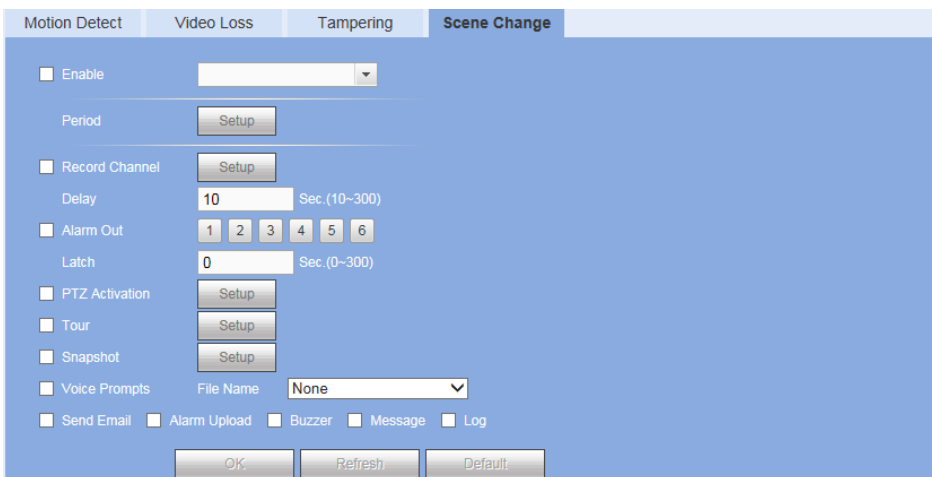 Motion Detect Video Loss Tampering Scene Change
Enable
Period Setup
Record Channel Setup
Delay 10 Sec.(10~300)
Alarm Out 1 2 3 4 5 6
Latch 0 Sec.(0~300)
PTZ Activation Setup
Tour Setup
Snapshot Setup
Voice Prompts File Name None
Send Email Alarm Upload Buzzer Message Log
OK Refresh Default